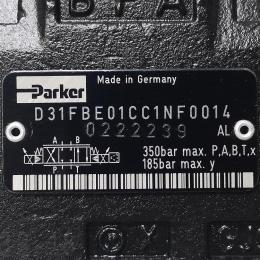 B P A
Made in Germany
Parker
D31FBE01CC1NF0014
0222239 AL
A B
P T
350bar max. P,A,B,T,x
185bar max. y
Y